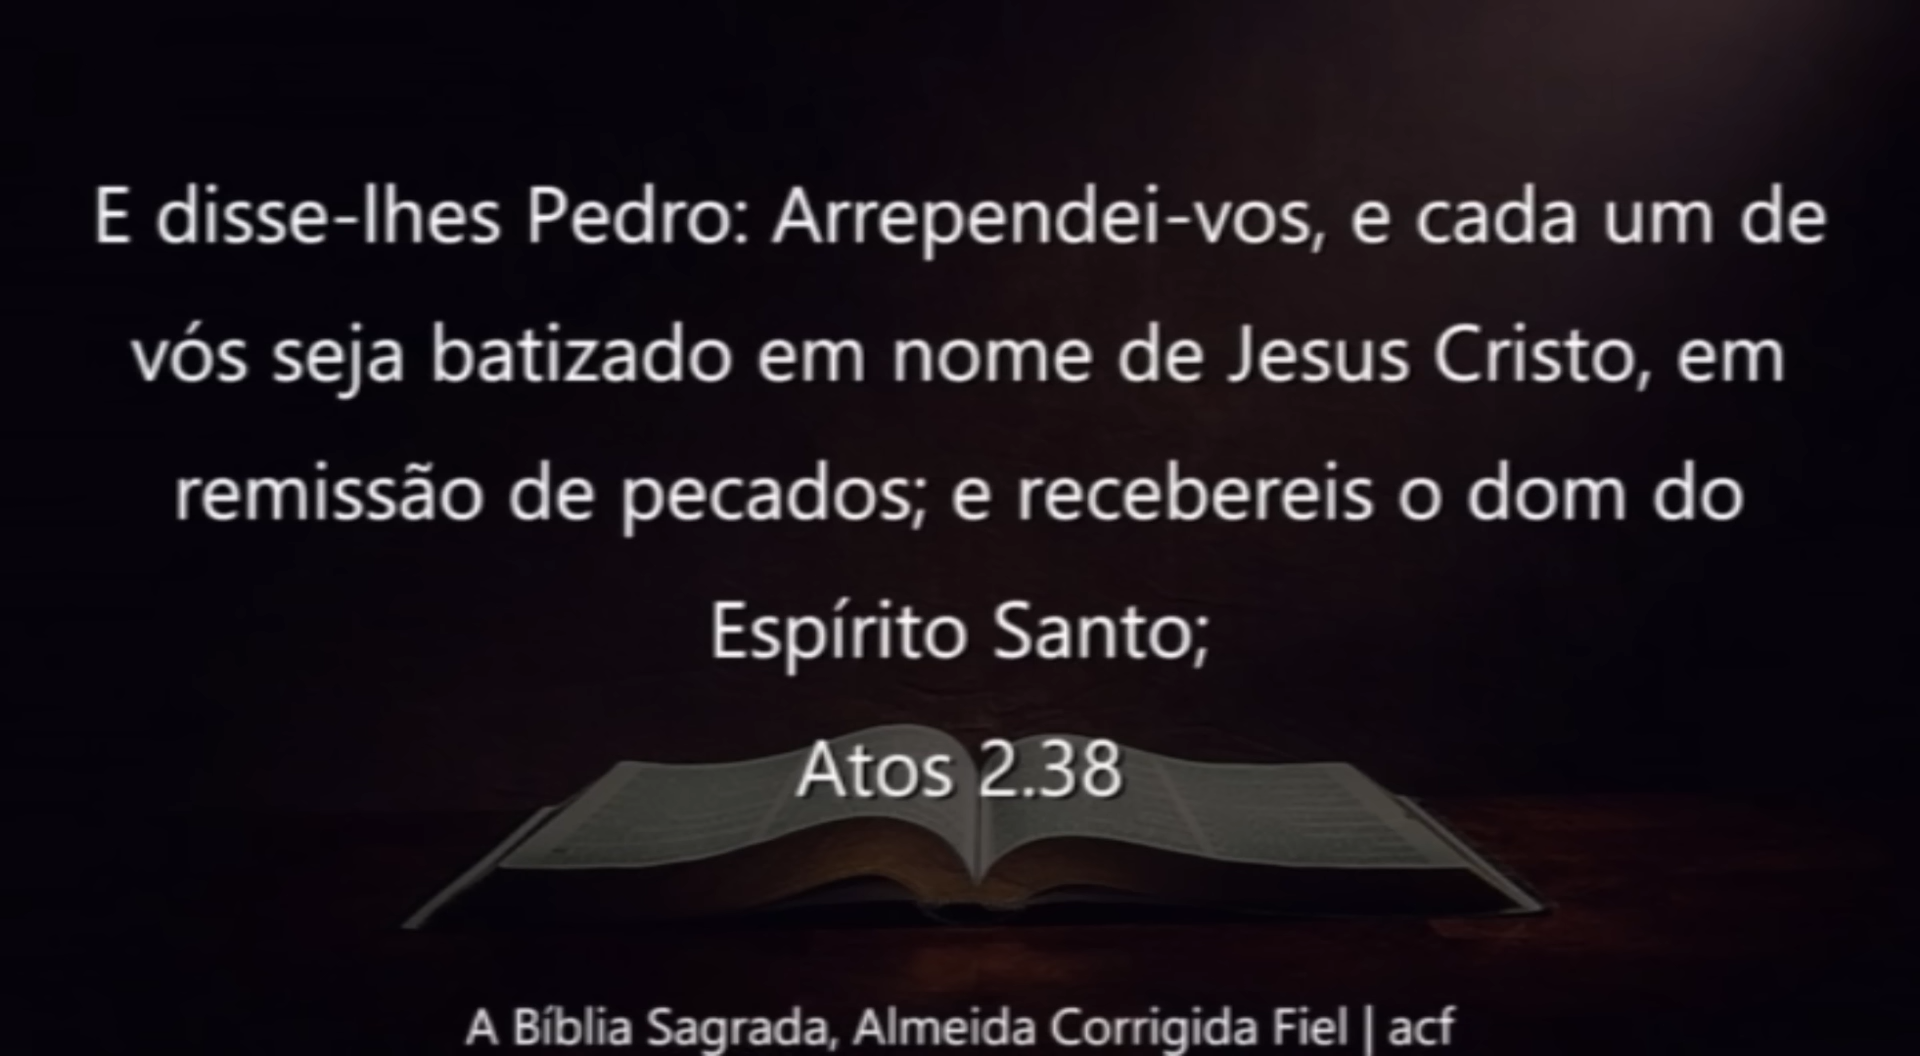 E disse-lhes Pedro: Arrependei-vos, e cada um de
vós seja batizado em nome de Jesus Cristo, em
remissão de pecados; e recebereis o dom do
Espírito Santo;
Atos 2.38
A Bíblia Sagrada, Almeida Corrigida Fiel | acf